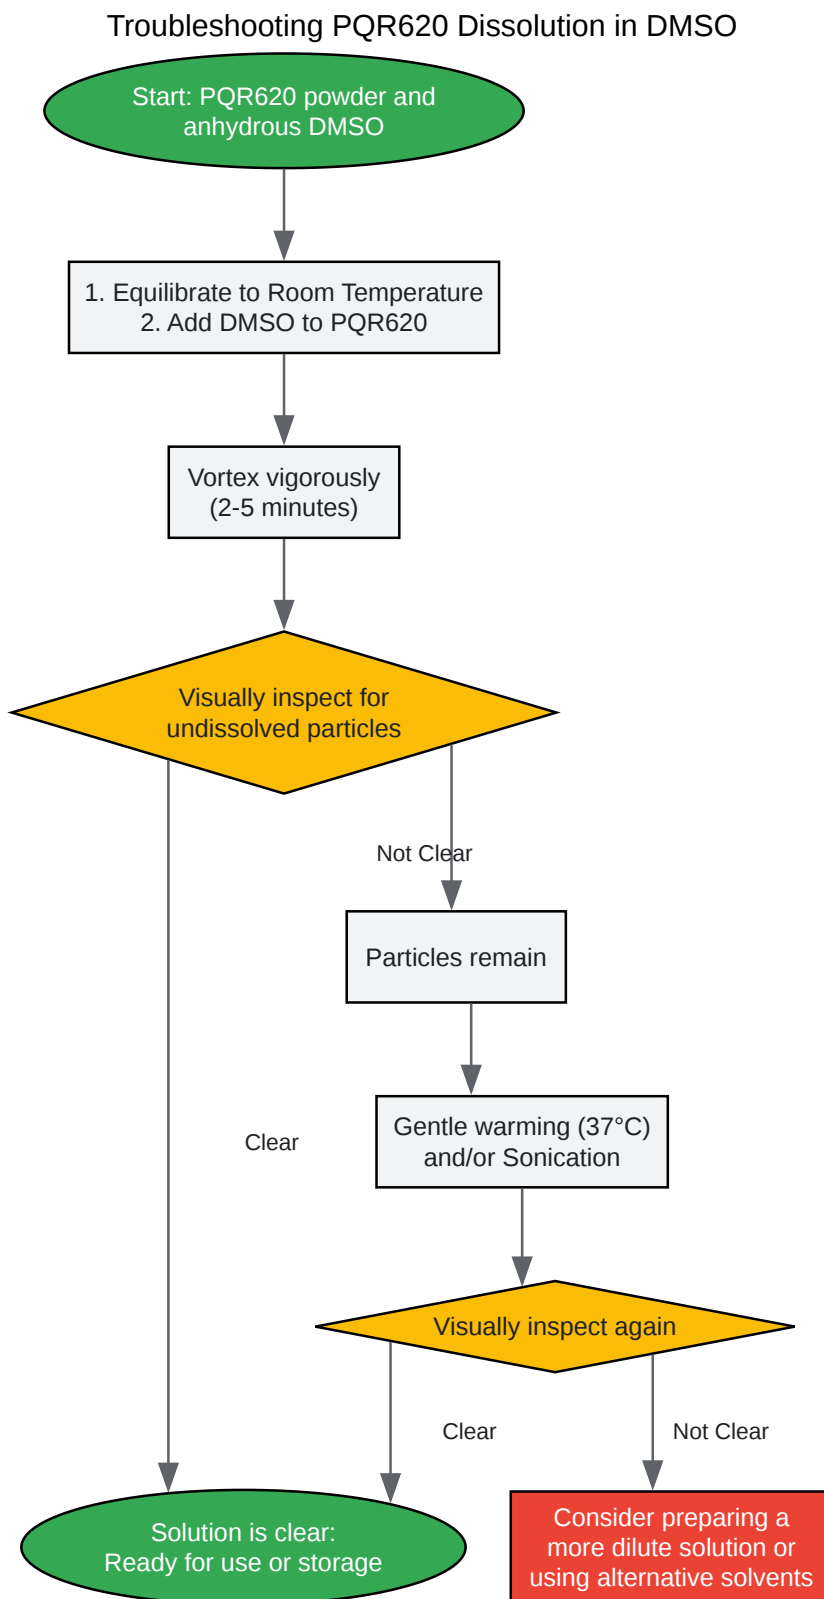 Troubleshooting PQR620 Dissolution in DMSO
Start: PQR620 powder and
anhydrous DMSO
1. Equilibrate to Room Temperature
2. Add DMSO to PQR620
Vortex vigorously
(2-5 minutes)
Visually inspect for
undissolved particles
Not Clear
Particles remain
Clear
Gentle warming (37°C)
and/or Sonication
Visually inspect again
Clear
Not Clear
Solution is clear:
Ready for use or storage
Consider preparing a
more dilute solution or
using alternative solvents